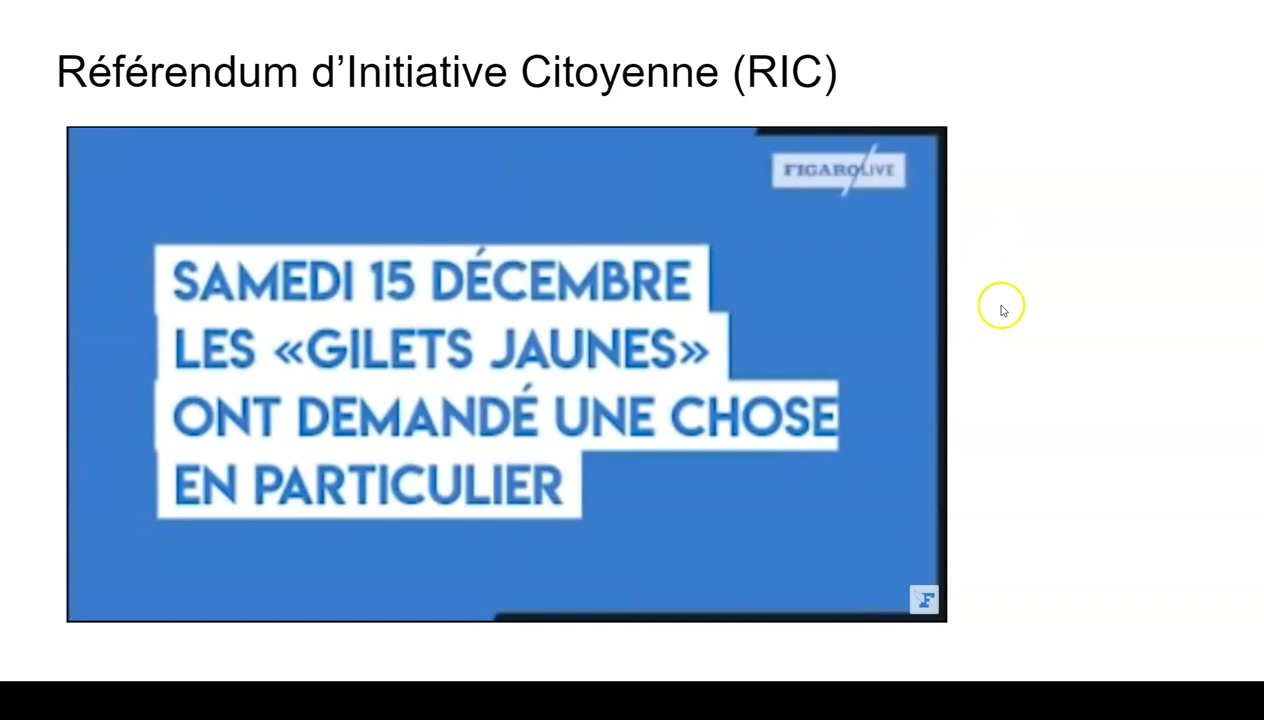 Référendum d’Initiative Citoyenne (RIC)
FIGARO LIVE
SAMEDI 15 DÉCEMBRE
LES «GILETS JAUNES»
ONT DEMANDÉ UNE CHOSE
EN PARTICULIER
F